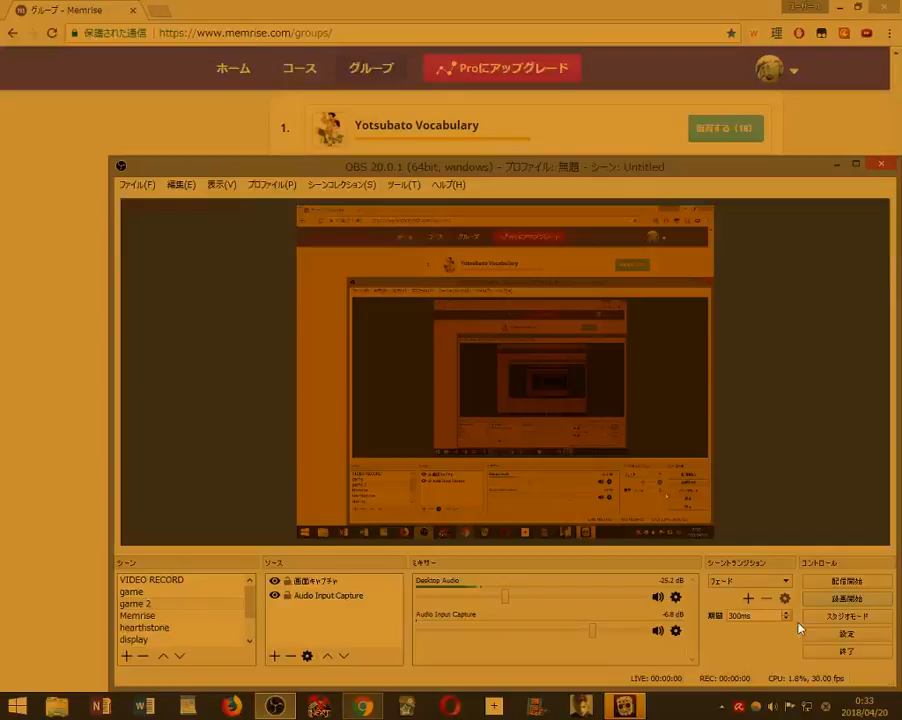 グループ - Memrise
保護された通信 https://www.memrise.com/groups/
ホーム コース グループ Proにアップグレード
1. Yotsubato Vocabulary 復習する (18)
OBS 20.0.1 (64bit, windows) - プロファイル: 無題 - シーン: Untitled
ファイル(F) 編集(E) 表示(V) プロファイル(P) シーンコレクション(S) ツール(T) ヘルプ(H)
シーン ソース ミキサー シーントランジション コントロール
VIDEO RECORD
game
game 2
Memrise
hearthstone
display
画面キャプチャ
Audio Input Capture
Desktop Audio -25.2 dB
Audio Input Capture -6.8 dB
フェード
期間 300ms
配信開始
録画開始
スタジオモード
設定
終了
LIVE: 00:00:00 REC: 00:00:00 CPU: 1.8%, 30.00 fps
0:33
2018/04/20